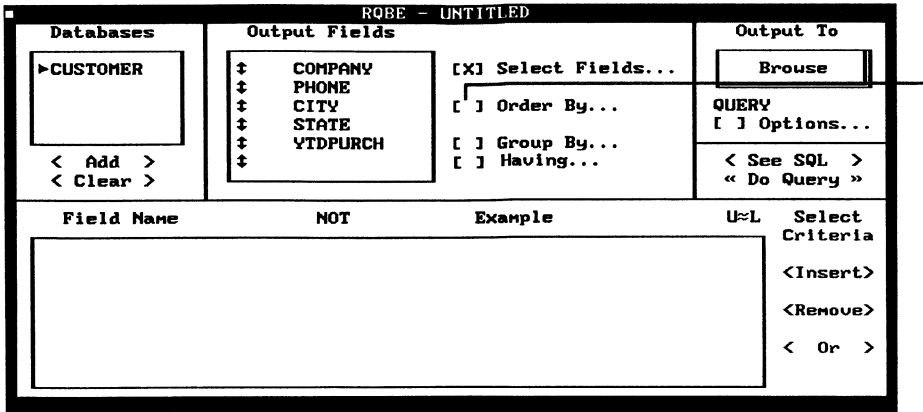 RQBE – UNTITLED
Databases
►CUSTOMER
< Add >
< Clear >
Output Fields
↕ COMPANY
↕ PHONE
↕ CITY
↕ STATE
↕ YTDPURCH
↕
[X] Select Fields...
[ ] Order By...
[ ] Group By...
[ ] Having...
Output To
Browse
QUERY
[ ] Options...
< See SQL >
« Do Query »
Field Name NOT Example U≈L Select
Criteria
<Insert>
<Remove>
< Or >